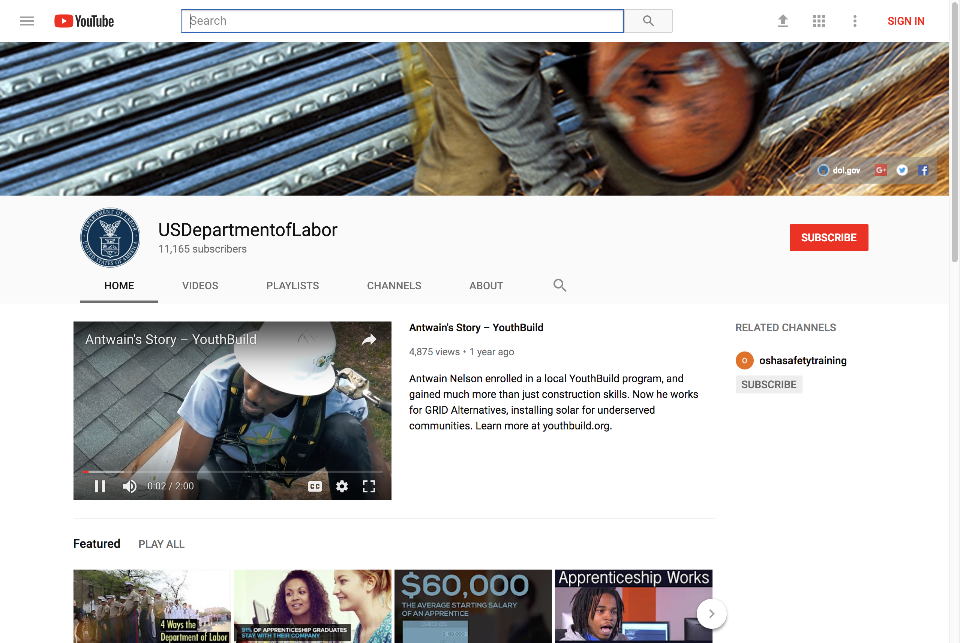 YouTube
Search
SIGN IN
dol.gov
G+
USDepartmentofLabor
11,165 subscribers
SUBSCRIBE
HOME VIDEOS PLAYLISTS CHANNELS ABOUT
Antwain's Story – YouthBuild
0:02 / 2:00
CC
Antwain's Story – YouthBuild
4,875 views • 1 year ago
Antwain Nelson enrolled in a local YouthBuild program, and
gained much more than just construction skills. Now he works
for GRID Alternatives, installing solar for underserved
communities. Learn more at youthbuild.org.
RELATED CHANNELS
O oshasafetytraining
SUBSCRIBE
Featured PLAY ALL
4 Ways the
Department of Labor
91% OF APPRENTICESHIP GRADUATES
STAY WITH THEIR COMPANY
$60,000
THE AVERAGE STARTING SALARY
OF AN APPRENTICE
Apprenticeship Works